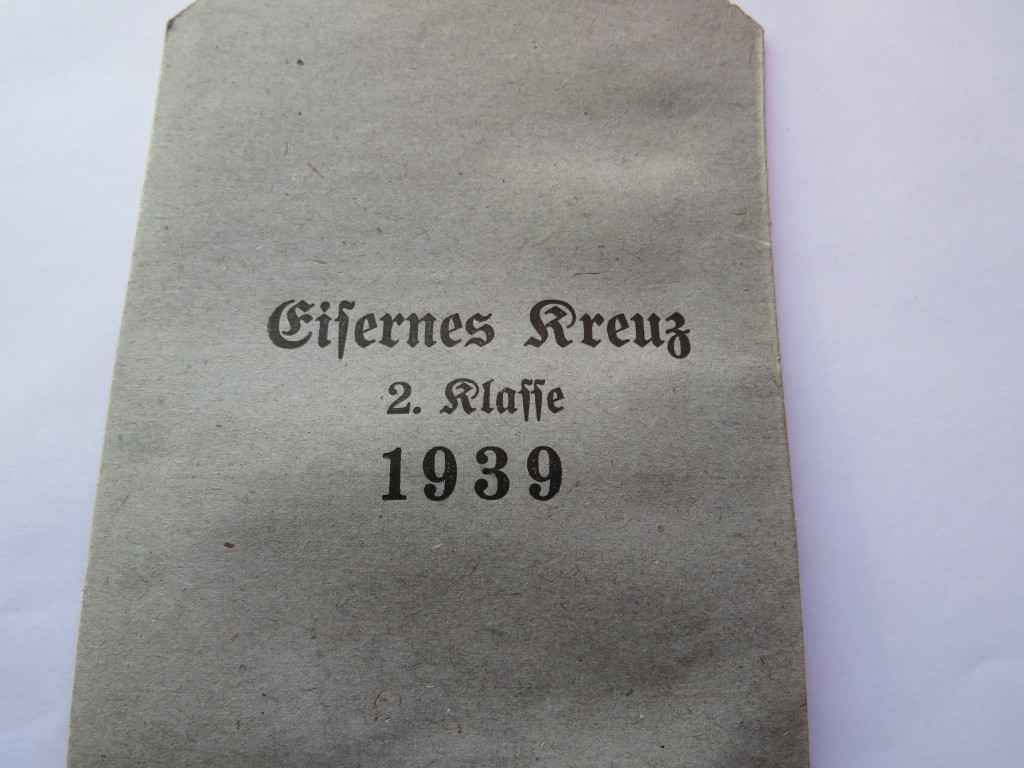 Eiſernes Kreuz
2. Klaſſe
1939